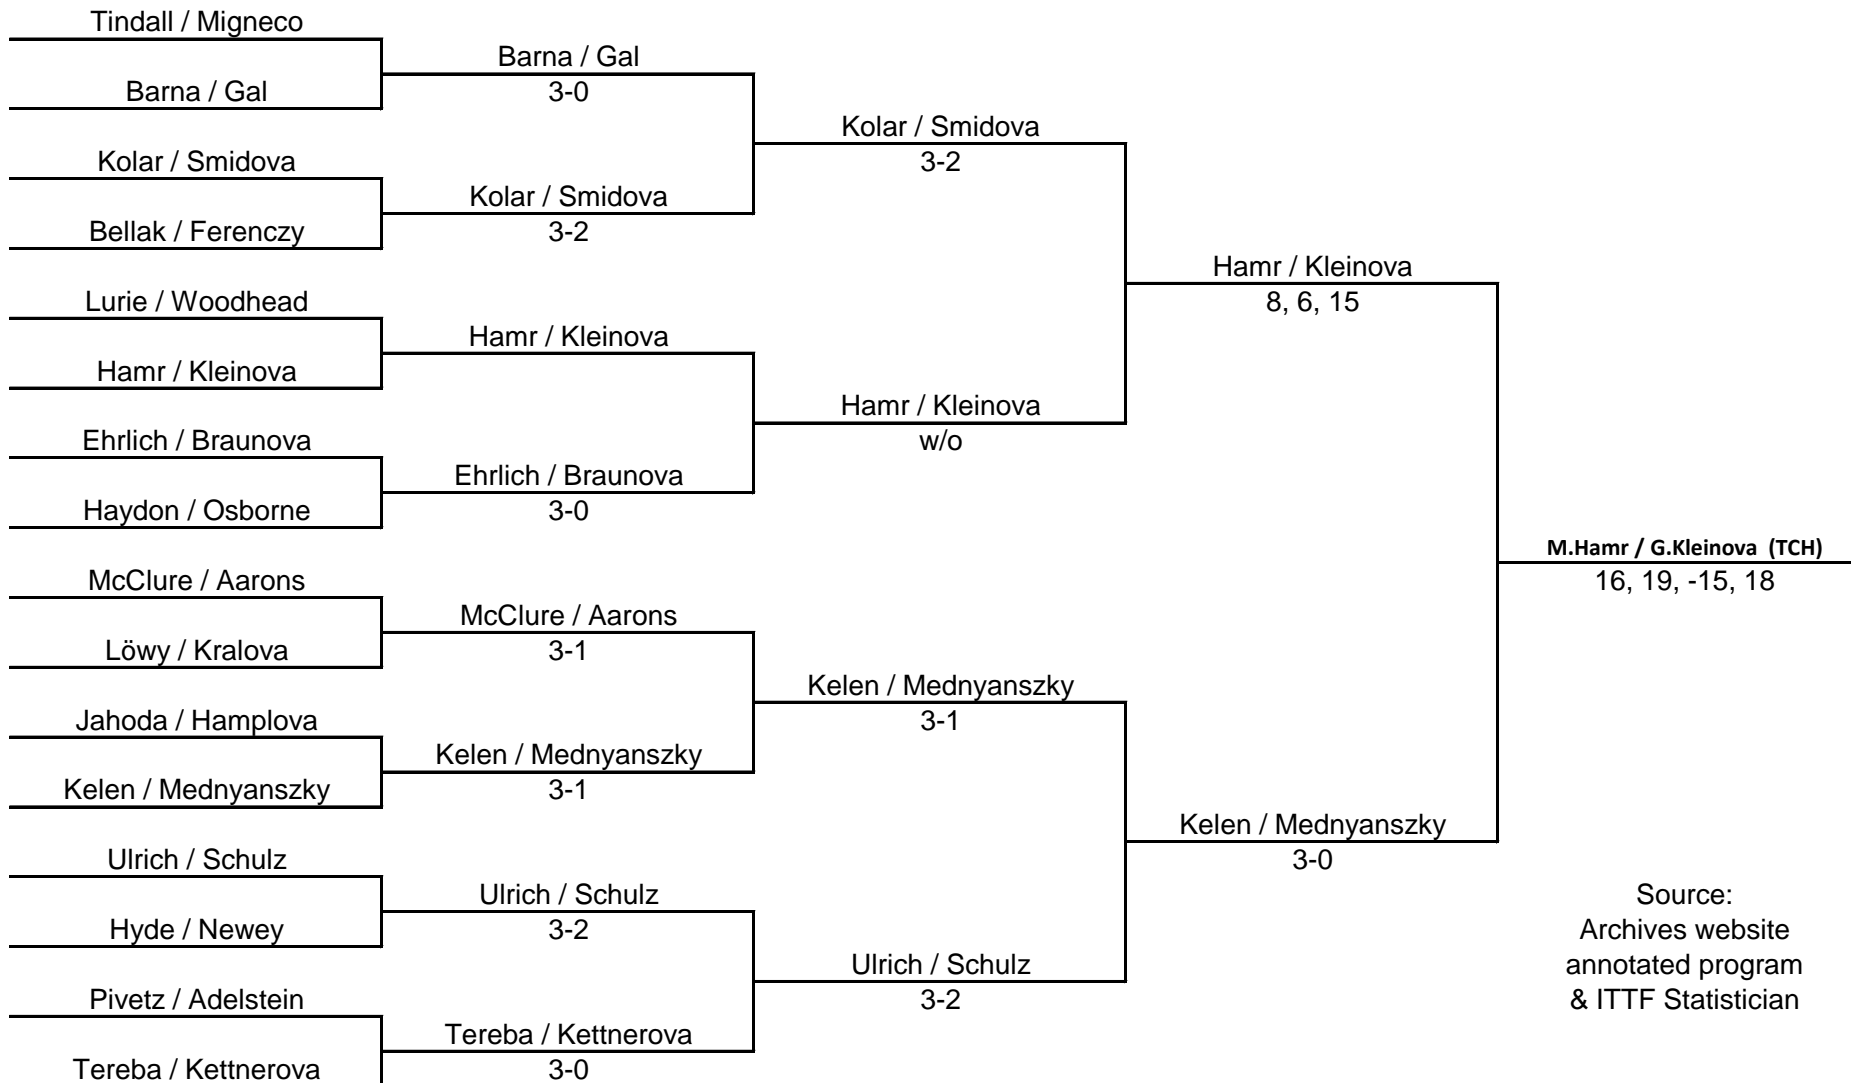 Tindall / Migneco
Barna / Gal
Kolar / Smidova
Bellak / Ferenczy
Lurie / Woodhead
Hamr / Kleinova
Ehrlich / Braunova
Haydon / Osborne
McClure / Aarons
Löwy / Kralova
Jahoda / Hamplova
Kelen / Mednyanszky
Ulrich / Schulz
Hyde / Newey
Pivetz / Adelstein
Tereba / Kettnerova
Barna / Gal
3-0
Kolar / Smidova
3-2
Hamr / Kleinova
Ehrlich / Braunova
3-0
McClure / Aarons
3-1
Kelen / Mednyanszky
3-1
Ulrich / Schulz
3-2
Tereba / Kettnerova
3-0
Kolar / Smidova
3-2
Hamr / Kleinova
w/o
Kelen / Mednyanszky
3-1
Ulrich / Schulz
3-2
Hamr / Kleinova
8, 6, 15
Kelen / Mednyanszky
3-0
M.Hamr / G.Kleinova (TCH)
16, 19, -15, 18
Source:
Archives website
annotated program
& ITTF Statistician